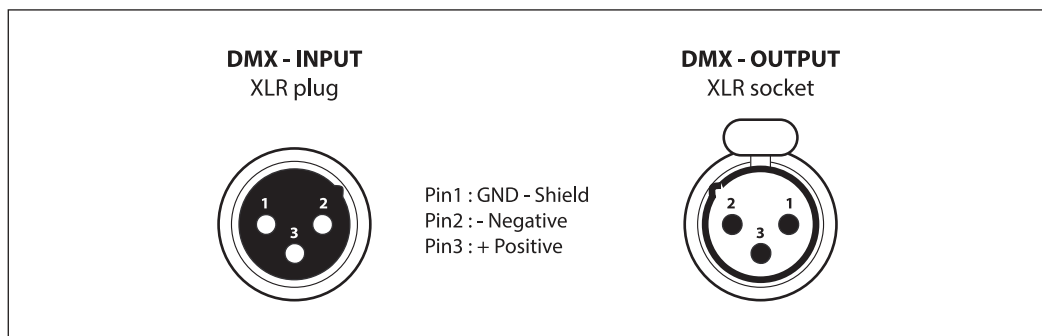 DMX - INPUT
XLR plug
1 2
3
Pin1 : GND - Shield
Pin2 : - Negative
Pin3 : + Positive
DMX - OUTPUT
XLR socket
2 1
3